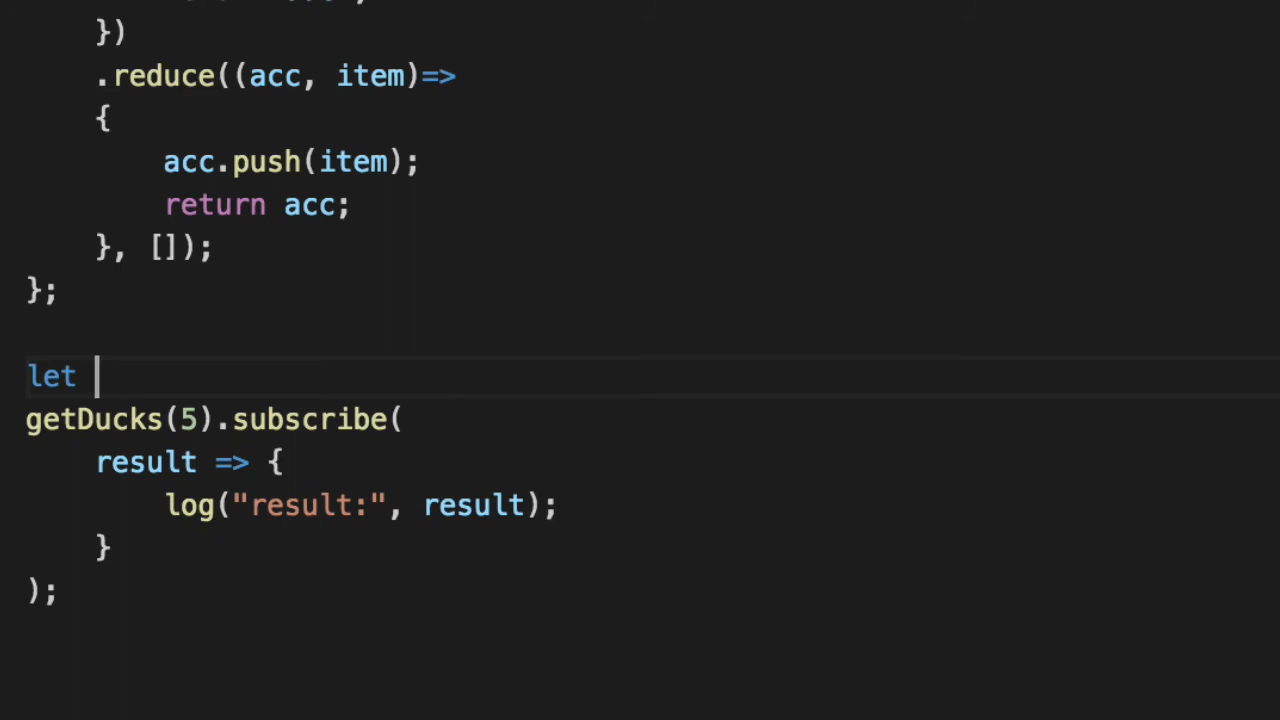 })
.reduce((acc, item)=>
{
acc.push(item);
return acc;
}, []);
};
let
getDucks(5).subscribe(
result => {
log("result:", result);
}
);